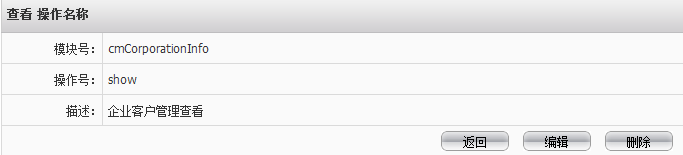 查看 操作名称
模块号: cmCorporationInfo
操作号: show
描述: 企业客户管理查看
返回 编辑 删除